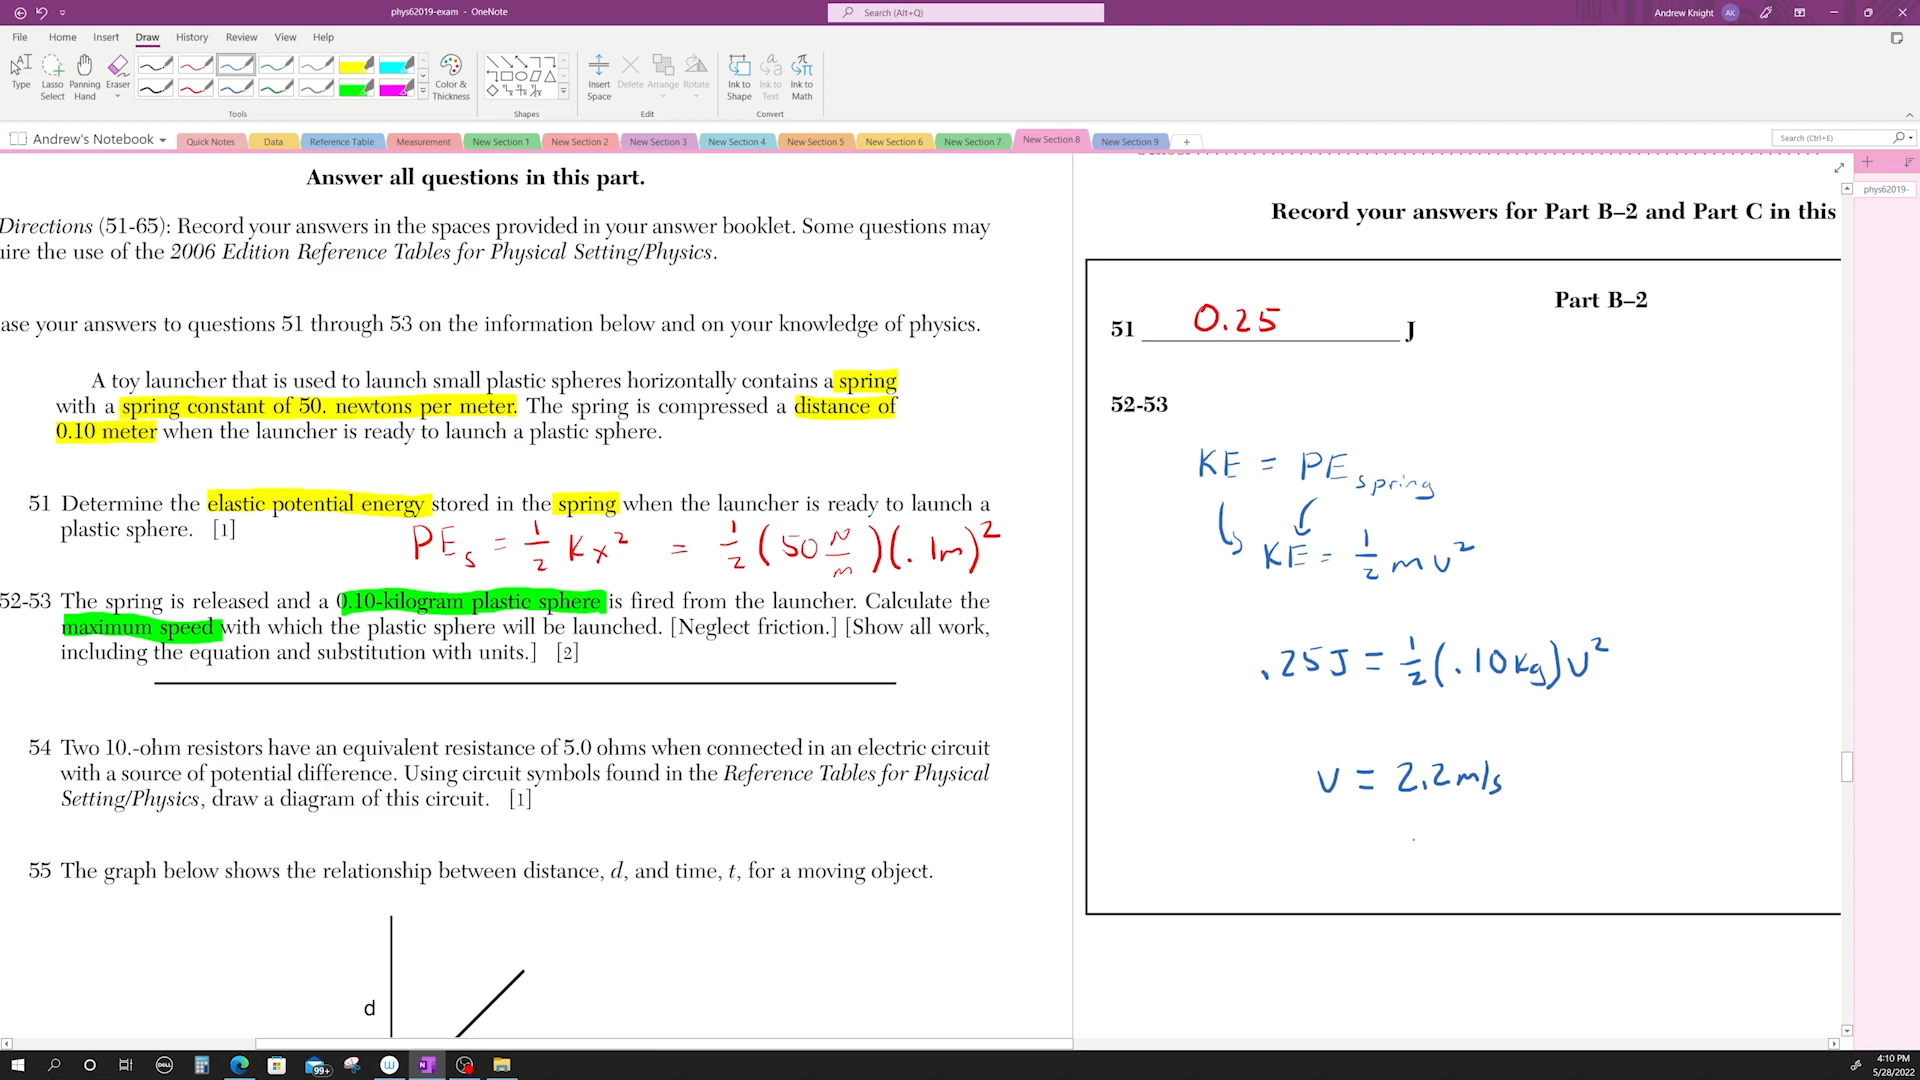 phys62019-exam - OneNote
Search (Alt+Q)
Andrew Knight
AK
File Home Insert Draw History Review View Help
Type
Lasso Select
Panning Hand
Eraser
Color & Thickness
Insert Space
Delete
Arrange
Rotate
Ink to Shape
Ink to Text
Ink to Math
Tools
Shapes
Edit
Convert
Andrew's Notebook
Quick Notes
Data
Reference Table
Measurement
New Section 1
New Section 2
New Section 3
New Section 4
New Section 5
New Section 6
New Section 7
New Section 8
New Section 9
+
Search (Ctrl+E)
phys62019-
Answer all questions in this part.
Directions (51-65): Record your answers in the spaces provided in your answer booklet. Some questions may
uire the use of the 2006 Edition Reference Tables for Physical Setting/Physics.
ase your answers to questions 51 through 53 on the information below and on your knowledge of physics.
A toy launcher that is used to launch small plastic spheres horizontally contains a spring
with a spring constant of 50. newtons per meter. The spring is compressed a distance of
0.10 meter when the launcher is ready to launch a plastic sphere.
51 Determine the elastic potential energy stored in the spring when the launcher is ready to launch a
plastic sphere. [1]
PEs = 1/2 Kx² = 1/2 (50 N/m)(.1m)²
52-53 The spring is released and a 0.10-kilogram plastic sphere is fired from the launcher. Calculate the
maximum speed with which the plastic sphere will be launched. [Neglect friction.] [Show all work,
including the equation and substitution with units.] [2]
54 Two 10.-ohm resistors have an equivalent resistance of 5.0 ohms when connected in an electric circuit
with a source of potential difference. Using circuit symbols found in the Reference Tables for Physical
Setting/Physics, draw a diagram of this circuit. [1]
55 The graph below shows the relationship between distance, d, and time, t, for a moving object.
d
Record your answers for Part B–2 and Part C in this
Part B–2
51 0.25 J
52-53
KE = PE spring
KE = 1/2 mv²
.25J = 1/2 (.10kg)v²
v = 2.2m/s
DELL
99+
4:10 PM
5/28/2022